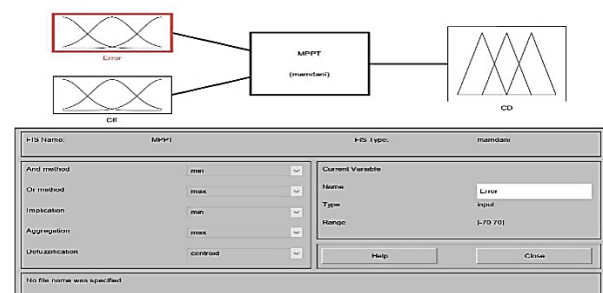 Error
MPPT
(mamdani)
CE
CD
FIS Name: MPPT FIS Type: mamdani
And method min
Or method max
Implication min
Aggregation max
Defuzzification centroid
Current Variable
Name Error
Type input
Range [-70 70]
Help Close
No file name was specified